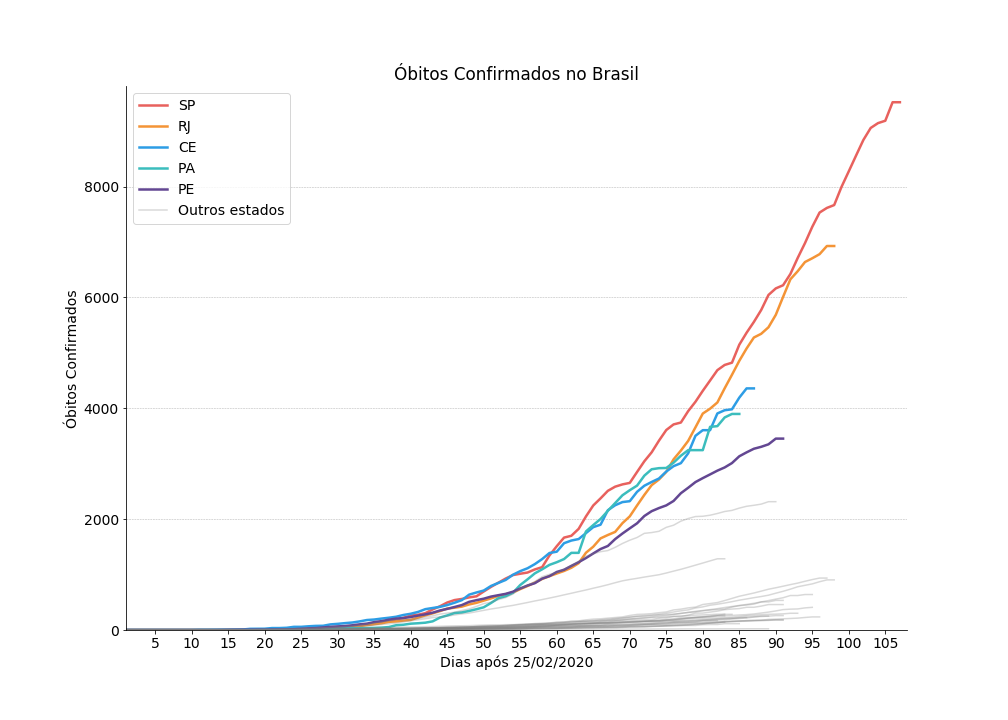 Óbitos Confirmados no Brasil
SP
RJ
CE
PA
PE
Outros estados
8000
6000
4000
2000
0
Óbitos Confirmados
5 10 15 20 25 30 35 40 45 50 55 60 65 70 75 80 85 90 95 100 105
Dias após 25/02/2020